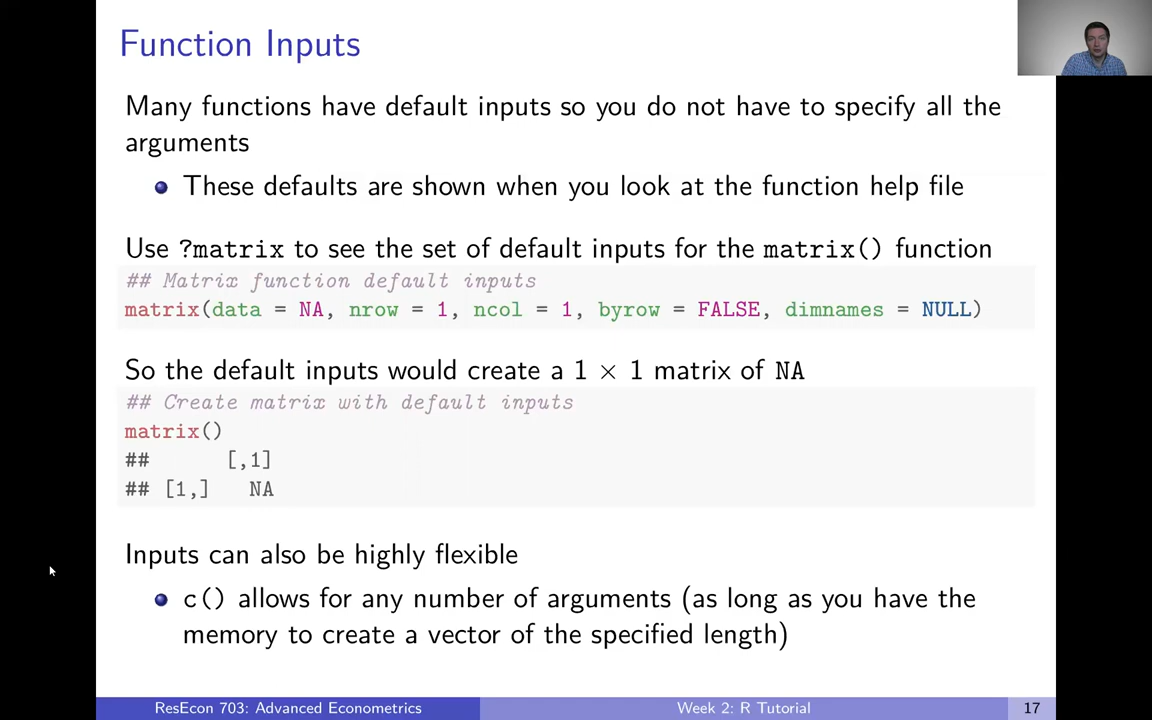 Function Inputs
Many functions have default inputs so you do not have to specify all the
arguments
These defaults are shown when you look at the function help file
Use ?matrix to see the set of default inputs for the matrix() function
## Matrix function default inputs
matrix(data = NA, nrow = 1, ncol = 1, byrow = FALSE, dimnames = NULL)
So the default inputs would create a 1 × 1 matrix of NA
## Create matrix with default inputs
matrix()
## [,1]
## [1,] NA
Inputs can also be highly flexible
c() allows for any number of arguments (as long as you have the
memory to create a vector of the specified length)
ResEcon 703: Advanced Econometrics Week 2: R Tutorial 17